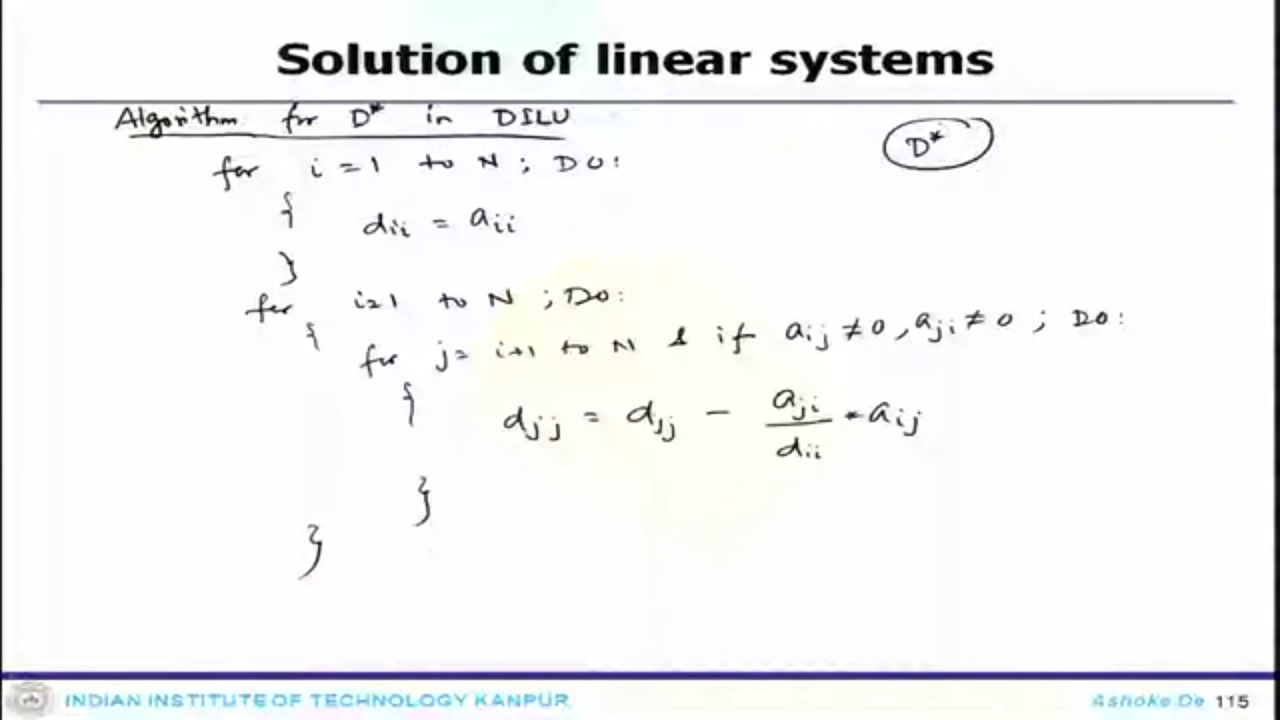 Solution of linear systems
Algorithm for D* in DILU
D*
for i=1 to N ; DO:
{ dii = aii
}
for i=1 to N ; DO:
{
for j= i+1 to N & if aij ≠0, aji ≠0 ; DO:
{ djj = djj - aji/dii * aij
}
}
INDIAN INSTITUTE OF TECHNOLOGY KANPUR
Ashoke De 115